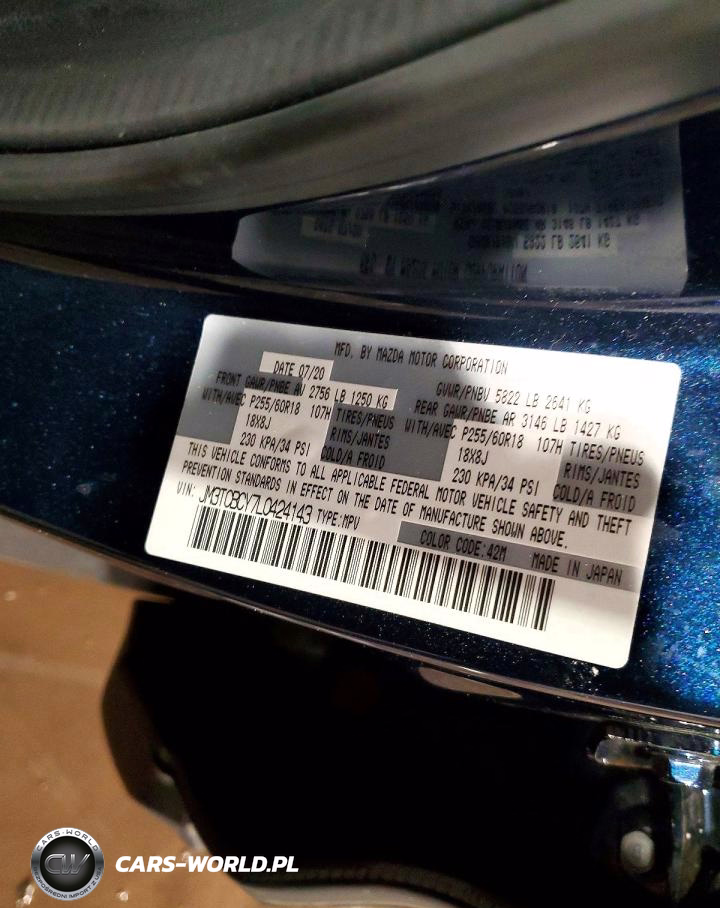 MFD. BY MAZDA MOTOR CORPORATION
DATE 07/20
GVWR/PNBV 5822 LB 2641 KG
FRONT GAWR/PNBE AV 2756 LB 1250 KG
REAR GAWR/PNBE AR 3146 LB 1427 KG
WITH/AVEC P255/60R18 107H TIRES/PNEUS
18X8J RIMS/JANTES
230 KPA/34 PSI COLD/A FROID
WITH/AVEC P255/60R18 107H TIRES/PNEUS
18X8J RIMS/JANTES
230 KPA/34 PSI COLD/A FROID
THIS VEHICLE CONFORMS TO ALL APPLICABLE FEDERAL MOTOR VEHICLE SAFETY AND THEFT
PREVENTION STANDARDS IN EFFECT ON THE DATE OF MANUFACTURE SHOWN ABOVE.
VIN: JM3TCBCY7L0424143 TYPE:MPV
COLOR CODE:42M MADE IN JAPAN
CARS-WORLD
CW
CARS-WORLD.PL